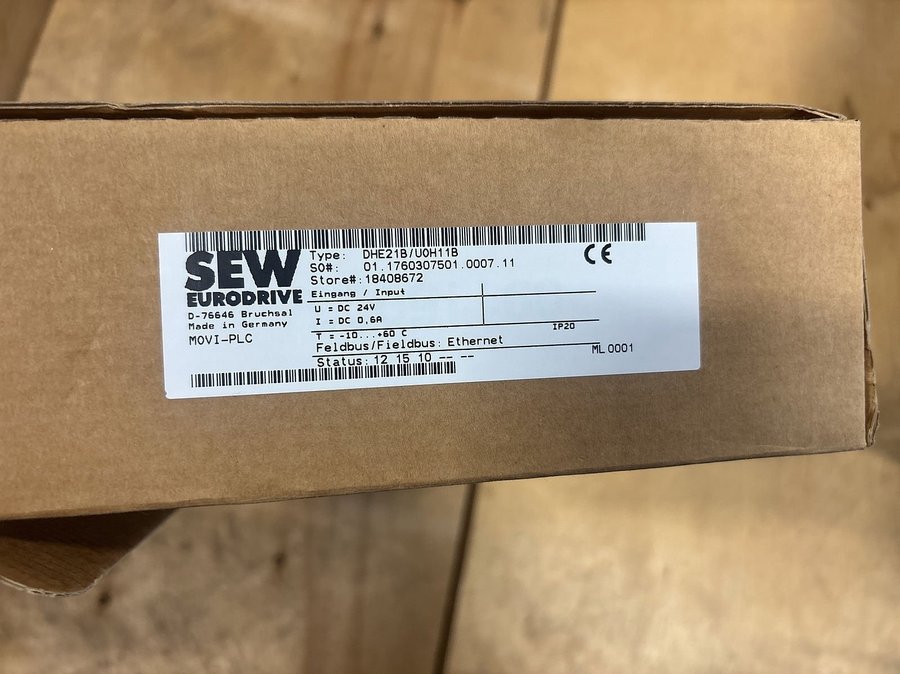 SEW
EURODRIVE
D-76646 Bruchsal
Made in Germany
MOVI-PLC
Type: DHE21B/UOH11B
SO#: 01.1760307501.0007.11
Store#: 18408672
Eingang / Input
U = DC 24V
I = DC 0,6A
T = -10...+60 C
IP20
Feldbus/Fieldbus: Ethernet
Status: 12 15 10 -- --
ML 0001
CE